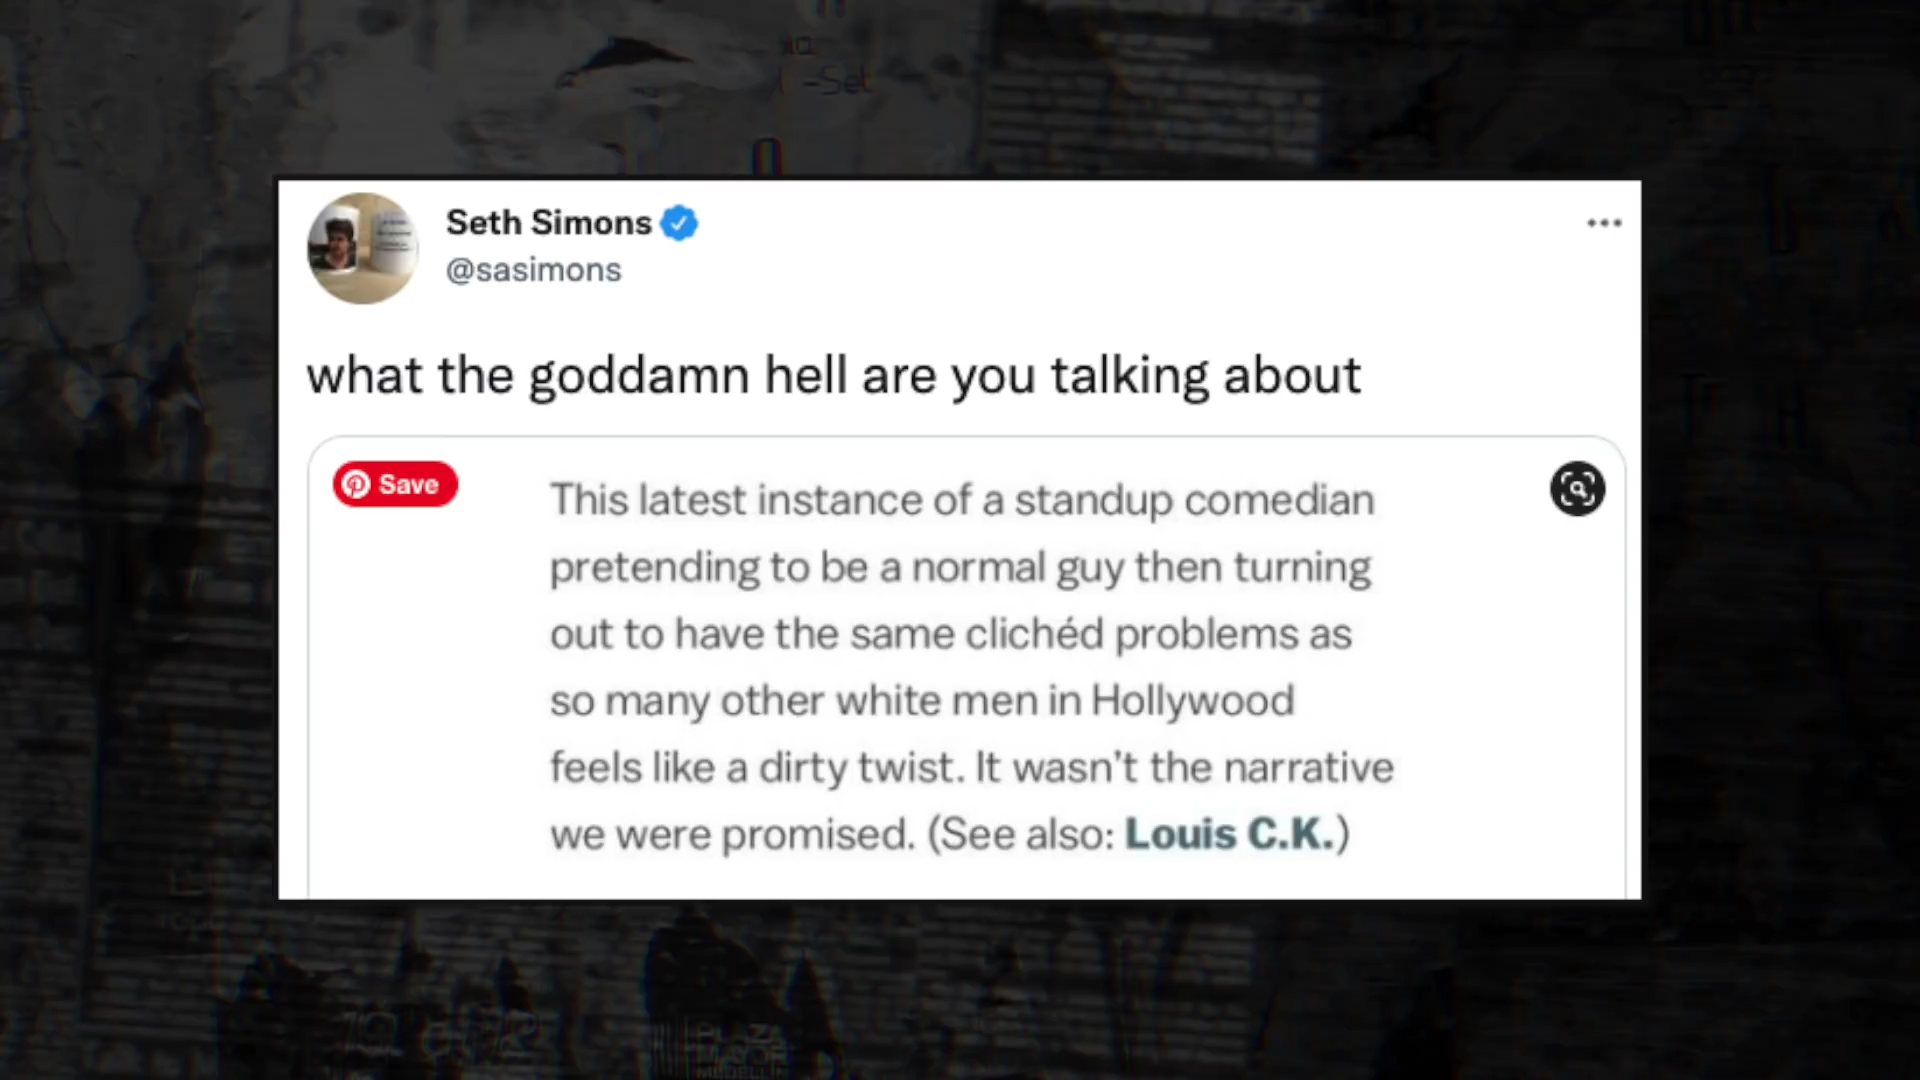 Seth Simons
@sasimons
what the goddamn hell are you talking about
Save
This latest instance of a standup comedian
pretending to be a normal guy then turning
out to have the same clichéd problems as
so many other white men in Hollywood
feels like a dirty twist. It wasn't the narrative
we were promised. (See also: Louis C.K.)